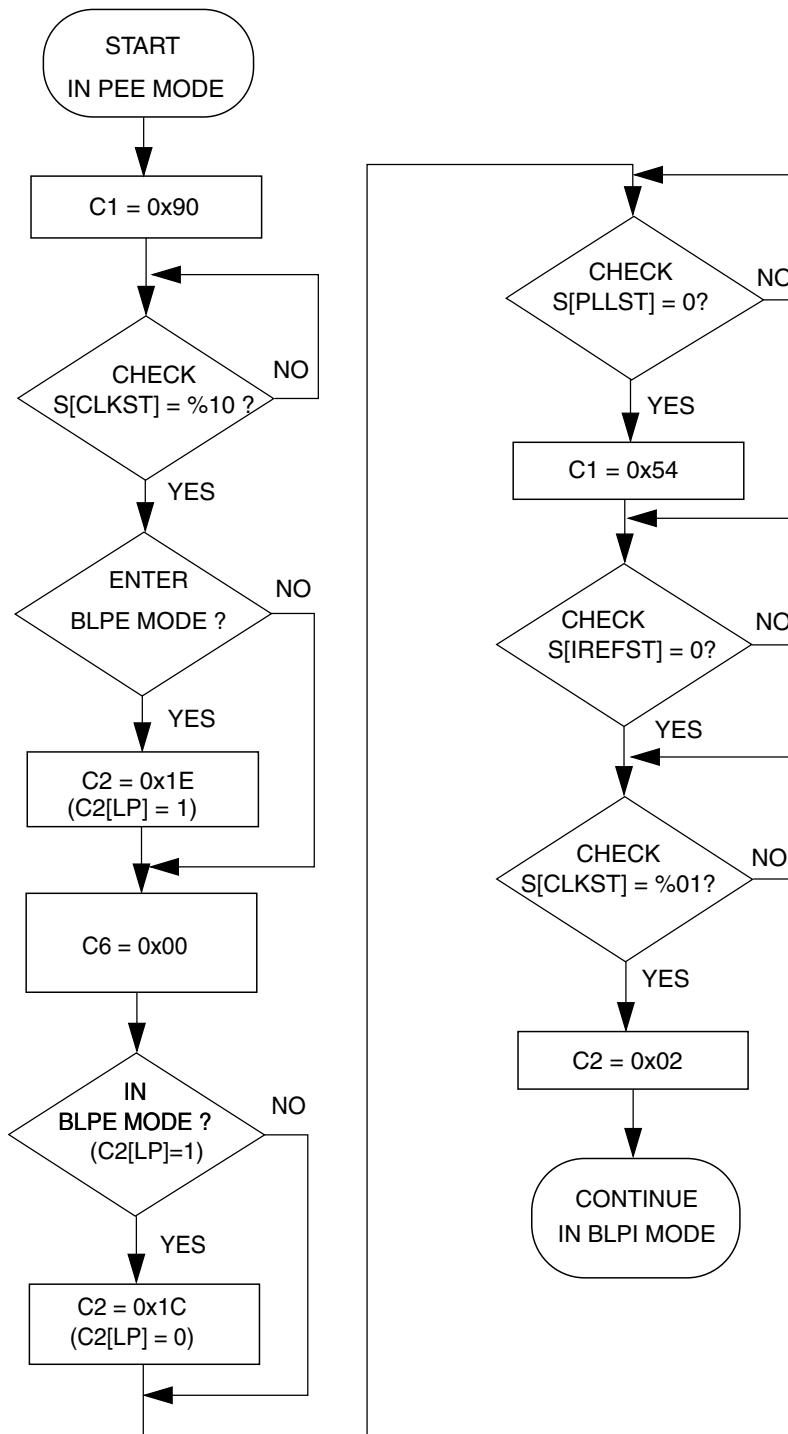 START
IN PEE MODE
C1 = 0x90
CHECK
S[CLKST] = %10 ?
NO
YES
ENTER
BLPE MODE ?
NO
YES
C2 = 0x1E
(C2[LP] = 1)
C6 = 0x00
IN
BLPE MODE ?
(C2[LP]=1)
NO
YES
C2 = 0x1C
(C2[LP] = 0)
CHECK
S[PLLST] = 0?
NO
YES
C1 = 0x54
CHECK
S[IREFST] = 0?
NO
YES
CHECK
S[CLKST] = %01?
NO
YES
C2 = 0x02
CONTINUE
IN BLPI MODE